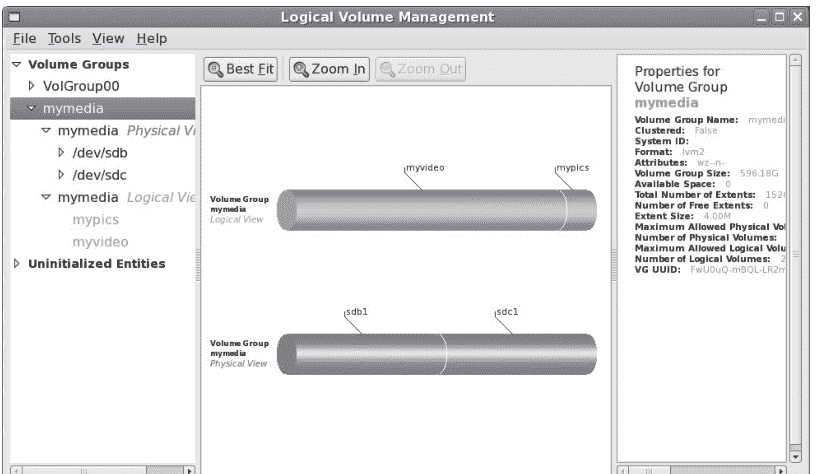 Logical Volume Management
File Tools View Help
Volume Groups
VolGroup00
mymedia
mymedia Physical Vi
/dev/sdb
/dev/sdc
mymedia Logical Vie
mypics
myvideo
Uninitialized Entities
Best Fit Zoom In Zoom Out
myvideo mypics
Volume Group
mymedia
Logical View
sdb1 sdc1
Volume Group
mymedia
Physical View
Properties for
Volume Group
mymedia
Volume Group Name: mymedi
Clustered: False
System ID:
Format: lvm2
Attributes: wz--n-
Volume Group Size: 596.18G
Available Space: 0
Total Number of Extents: 152
Number of Free Extents: 0
Extent Size: 4.00M
Maximum Allowed Physical Vol
Number of Physical Volumes:
Maximum Allowed Logical Volu
Number of Logical Volumes: 2
VG UUID: FwU0uQ-mBQL-LR2m